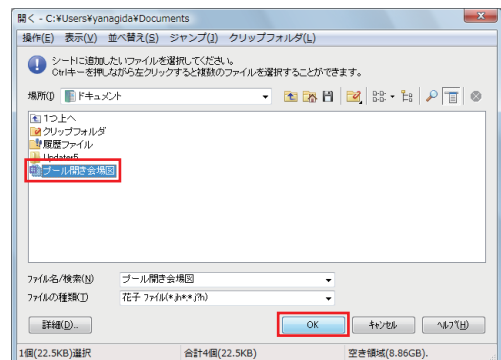 開く - C:¥Users¥yanagida¥Documents
操作(E) 表示(V) 並べ替え(S) ジャンプ(J) クリップフォルダ(L)
シートに追加したいファイルを選択してください。
Ctrlキーを押しながら左クリックすると複数のファイルを選択することができます。
場所(I) ドキュメント
1つ上へ
クリップフォルダ
履歴ファイル
Updater5
プール開き会場図
ファイル名/検索(N) プール開き会場図
ファイルの種類(T) 花子 ファイル(*.jh*;*.j?h)
詳細(D)... OK キャンセル ヘルプ(H)
1個(22.5KB)選択 合計4個(22.5KB) 空き領域(8.86GB).